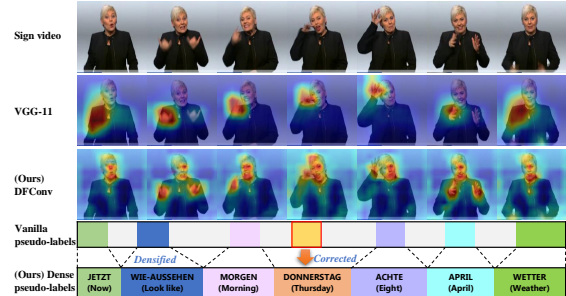 Sign video
VGG-11
(Ours)
DFConv
Vanilla
pseudo-labels
Densified
Corrected
(Ours) Dense
pseudo-labels
JETZT
(Now)
WIE-AUSSEHEN
(Look like)
MORGEN
(Morning)
DONNERSTAG
(Thursday)
ACHTE
(Eight)
APRIL
(April)
WETTER
(Weather)